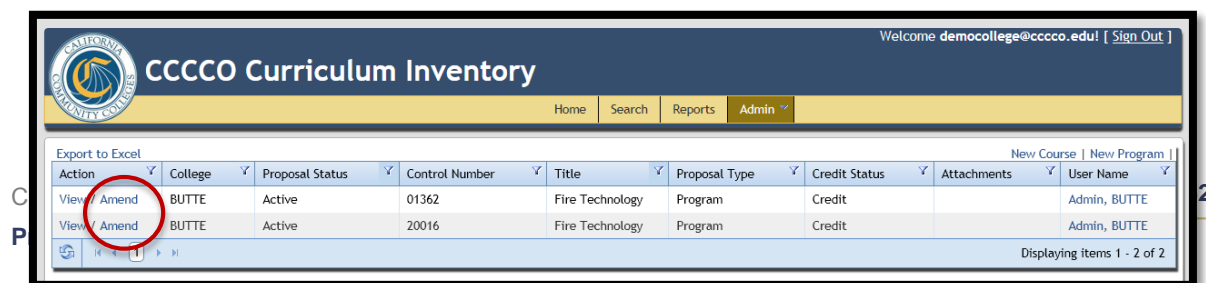 Welcome democollege@cccco.edu! [ Sign Out ]
CALIFORNIA COMMUNITY COLLEGES
CCCCO Curriculum Inventory
Home Search Reports Admin
Export to Excel New Course | New Program |
Action College Proposal Status Control Number Title Proposal Type Credit Status Attachments User Name
View / Amend BUTTE Active 01362 Fire Technology Program Credit Admin, BUTTE
View / Amend BUTTE Active 20016 Fire Technology Program Credit Admin, BUTTE
1 Displaying items 1 - 2 of 2